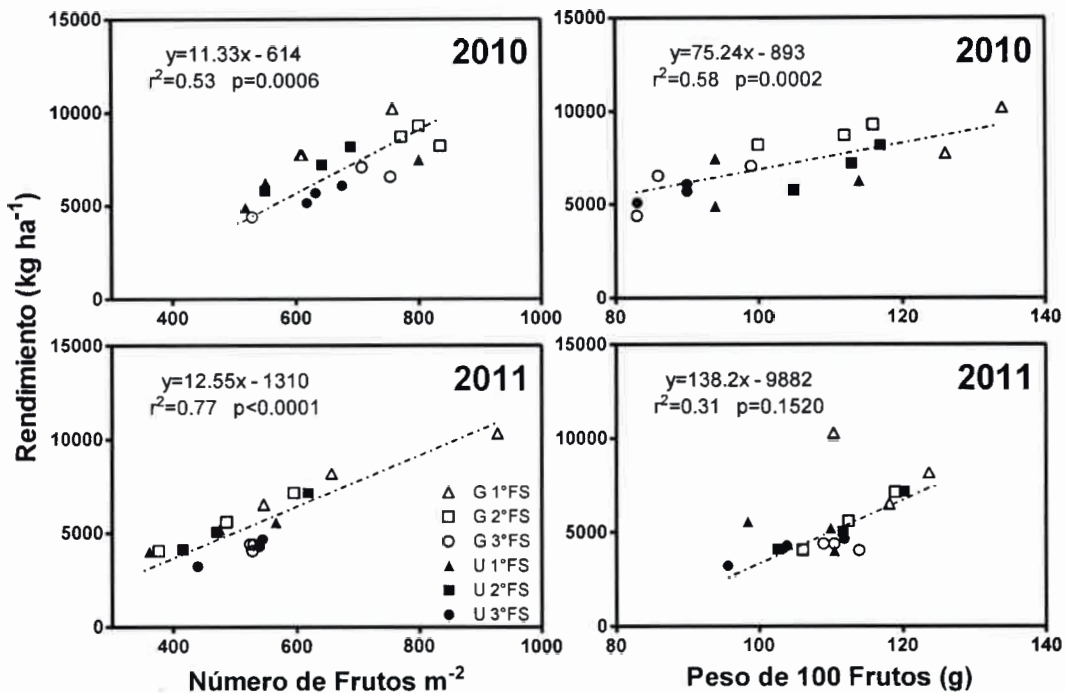 15000
10000
5000
0
y=11.33x - 614
r²=0.53 p=0.0006
2010
400 600 800 1000
15000
10000
5000
0
y=75.24x - 893
r²=0.58 p=0.0002
2010
80 100 120 140
Rendimiento (kg ha⁻¹)
15000
10000
5000
0
y=12.55x - 1310
r²=0.77 p<0.0001
2011
G 1°FS
G 2°FS
G 3°FS
U 1°FS
U 2°FS
U 3°FS
400 600 800 1000
Número de Frutos m⁻²
15000
10000
5000
0
y=138.2x - 9882
r²=0.31 p=0.1520
2011
80 100 120 140
Peso de 100 Frutos (g)